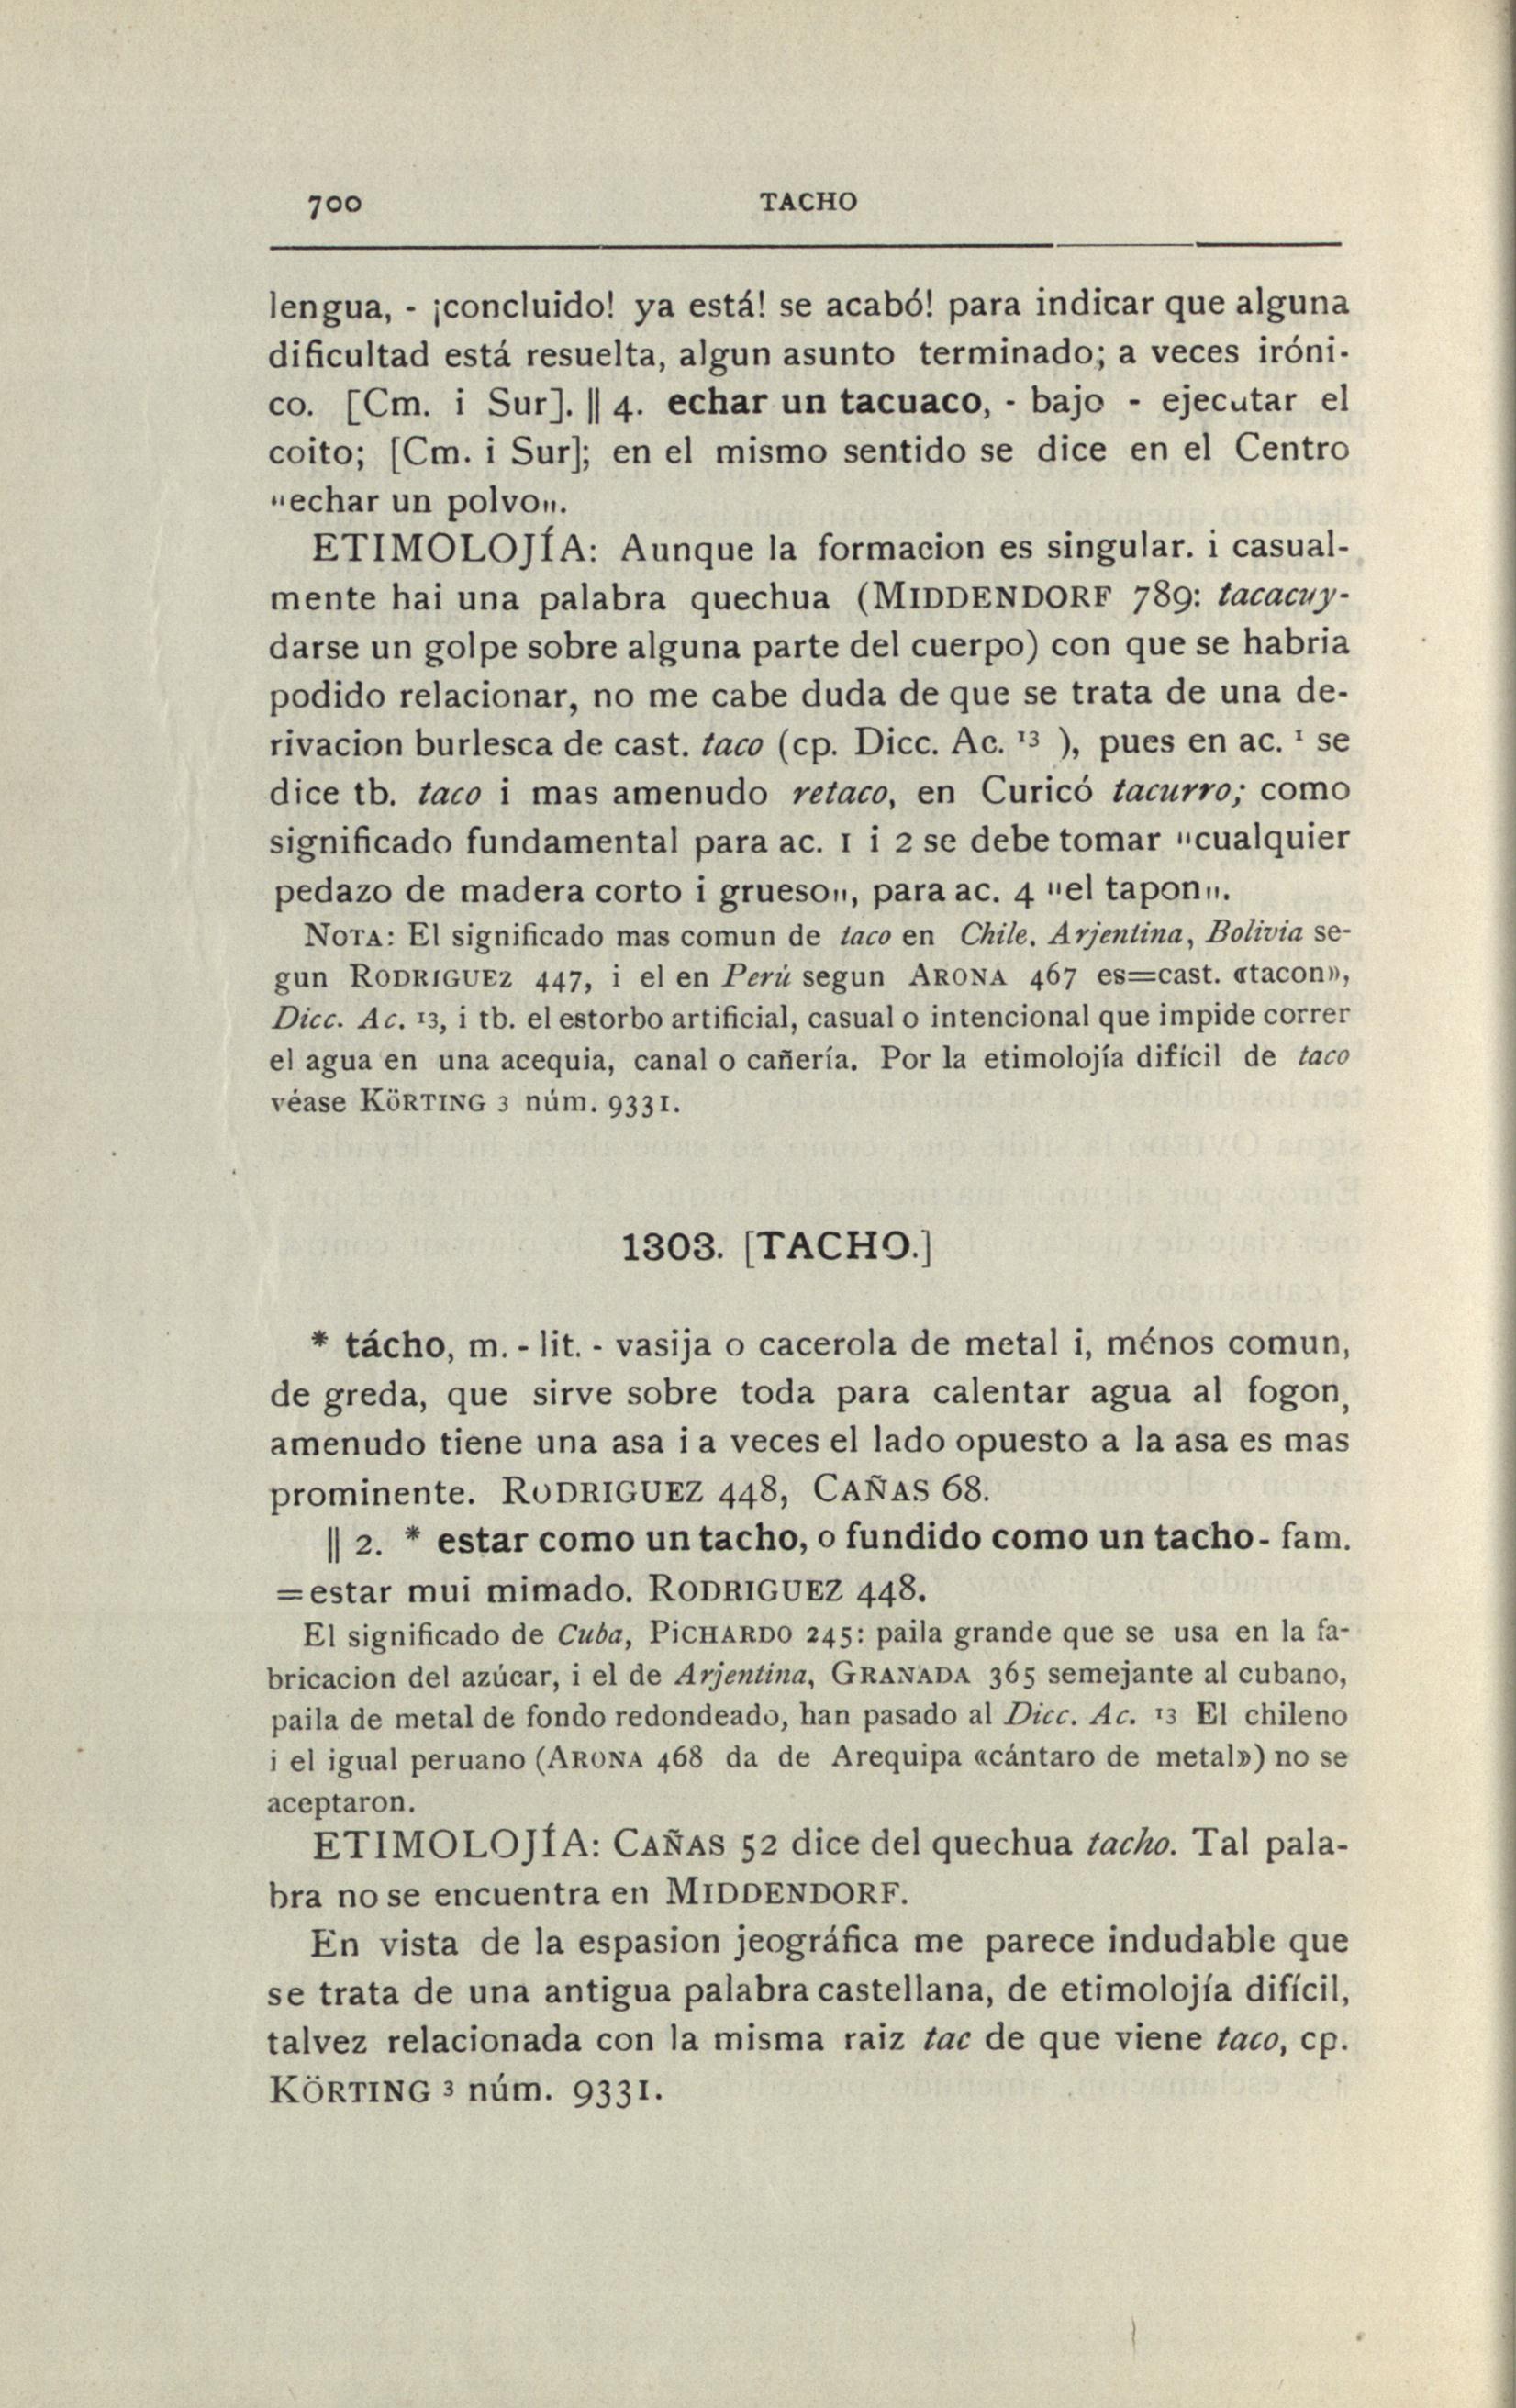 700
TACHO
lengua, - ¡concluido! ya está! se acabó! para indicar que alguna
dificultad está resuelta, algun asunto terminado; a veces iróni-
co. [Cm. i Sur]. || 4. echar un tacuaco, - bajo - ejecutar el
coito; [Cm. i Sur]; en el mismo sentido se dice en el Centro
"echar un polvo".
ETIMOLOJÍA: Aunque la formacion es singular. i casual-
mente hai una palabra quechua (MIDDENDORF 789: tacacuy-
darse un golpe sobre alguna parte del cuerpo) con que se habria
podido relacionar, no me cabe duda de que se trata de una de-
rivacion burlesca de cast. taco (cp. Dicc. Ac. ¹³ ), pues en ac. ¹ se
dice tb. taco i mas amenudo retaco, en Curicó tacurro; como
significado fundamental para ac. 1 i 2 se debe tomar "cualquier
pedazo de madera corto i grueso", para ac. 4 "el tapon".
NOTA: El significado mas comun de taco en Chile. Arjentina, Bolivia se-
gun RODRIGUEZ 447, i el en Perú segun ARONA 467 es=cast. «tacon»,
Dicc. Ac. 13, i tb. el estorbo artificial, casual o intencional que impide correr
el agua en una acequia, canal o cañería. Por la etimolojía difícil de taco
véase KÖRTING 3 núm. 9331.
1303. [TACHO.]
* tácho, m. - lit. - vasija o cacerola de metal i, ménos comun,
de greda, que sirve sobre toda para calentar agua al fogon,
amenudo tiene una asa i a veces el lado opuesto a la asa es mas
prominente. RODRIGUEZ 448, CAÑAS 68.
|| 2. * estar como un tacho, o fundido como un tacho - fam.
=estar mui mimado. RODRIGUEZ 448.
El significado de Cuba, PICHARDO 245: paila grande que se usa en la fa-
bricacion del azúcar, i el de Arjentina, GRANADA 365 semejante al cubano,
paila de metal de fondo redondeado, han pasado al Dicc. Ac. 13 El chileno
i el igual peruano (ARONA 468 da de Arequipa «cántaro de metal») no se
aceptaron.
ETIMOLOJÍA: CAÑAS 52 dice del quechua tacho. Tal pala-
bra no se encuentra en MIDDENDORF.
En vista de la espasion jeográfica me parece indudable que
se trata de una antigua palabra castellana, de etimolojía difícil,
talvez relacionada con la misma raiz tac de que viene taco, cp.
KÖRTING 3 núm. 9331.